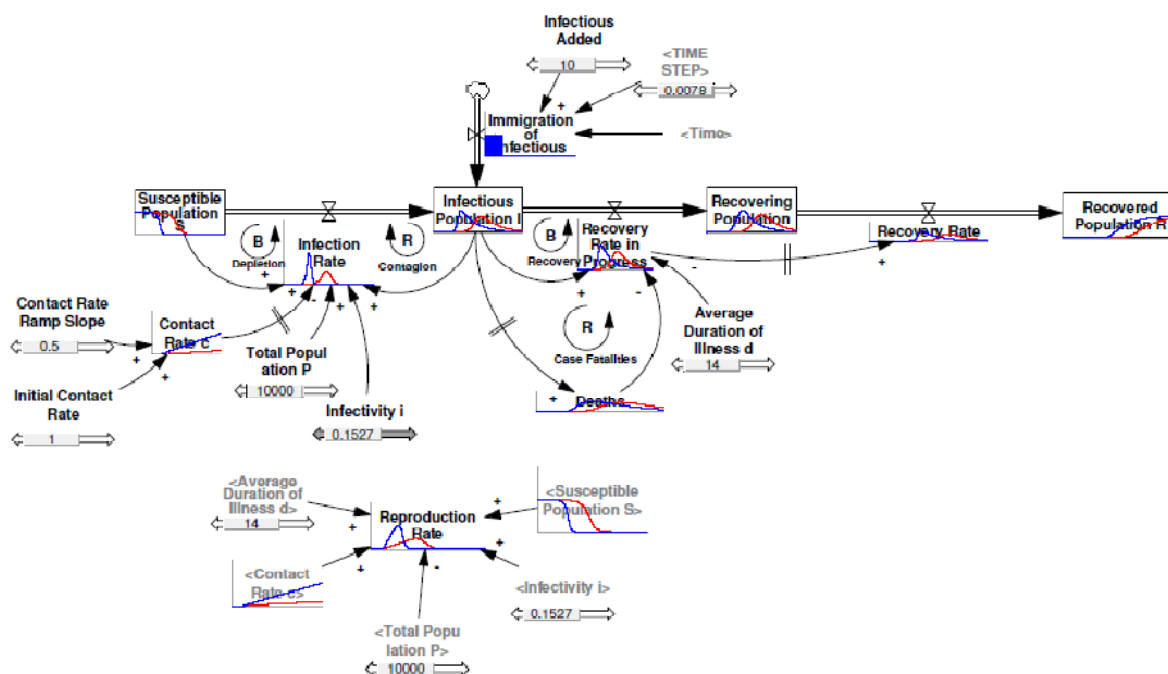 Infectious
Added
10
<TIME
STEP>
0.0078
+
Immigration
of
Infectious
<Time>
Susceptible
Population
S
Infectious
Population I
Recovering
Population
Recovered
Population R
B
Depletion
Infection
Rate
R
Contagion
B
Recovery
Recovery
Rate in
Progress
Recovery Rate
+
-
+
+
-
+
+
+
-
Contact Rate
Ramp Slope
0.5
+
Contact
Rate c
+
Total Popul
ation P
10000
R
Case Fatalities
Average
Duration of
Illness d
14
Initial Contact
Rate
1
Infectivity i
0.1527
+
Deaths
<Average
Duration of
Illness d>
14
+
Reproduction
Rate
+
<Susceptible
Population S>
+
-
+
<Contact
Rate c>
<Infectivity i>
0.1527
<Total Popu
lation P>
10000